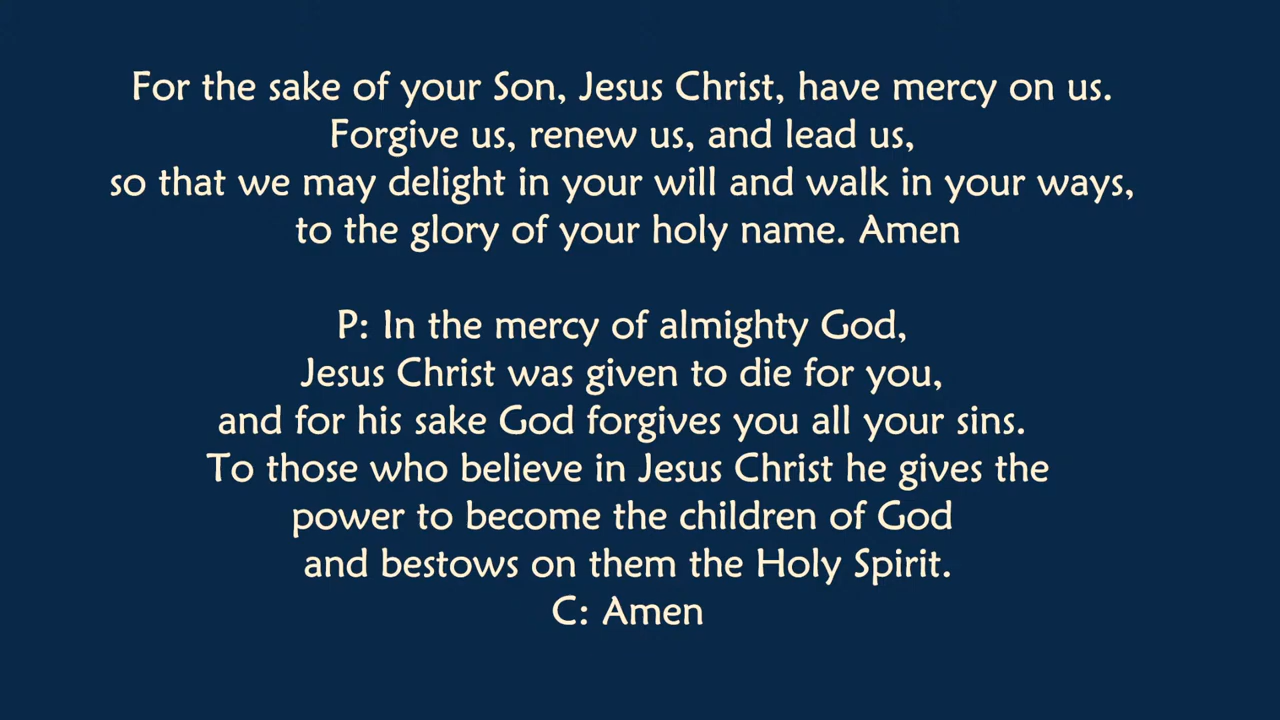 For the sake of your Son, Jesus Christ, have mercy on us.
Forgive us, renew us, and lead us,
so that we may delight in your will and walk in your ways,
to the glory of your holy name. Amen
P: In the mercy of almighty God,
Jesus Christ was given to die for you,
and for his sake God forgives you all your sins.
To those who believe in Jesus Christ he gives the
power to become the children of God
and bestows on them the Holy Spirit.
C: Amen